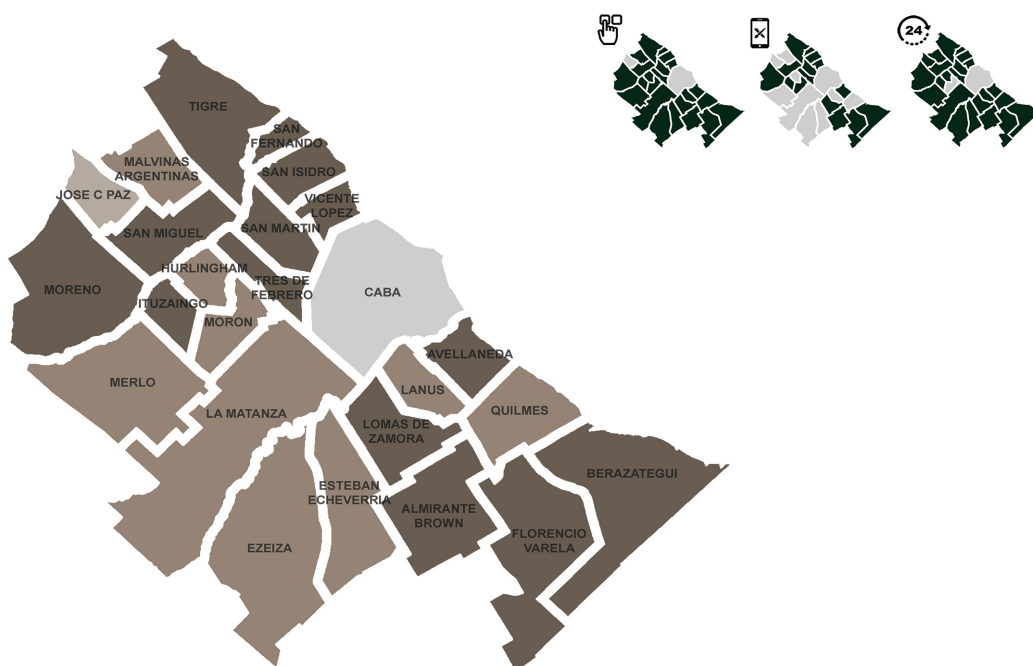 24
TIGRE
SAN
FERNANDO
MALVINAS
ARGENTINAS
SAN ISIDRO
JOSE C PAZ
VICENTE
LOPEZ
SAN MARTIN
SAN MIGUEL
HURLINGHAM
TRES DE
FEBRERO
MORENO
CABA
ITUZAINGO
MORON
AVELLANEDA
MERLO
LANUS
LA MATANZA
QUILMES
LOMAS DE
ZAMORA
BERAZATEGUI
ESTEBAN
ECHEVERRIA
ALMIRANTE
BROWN
FLORENCIO
VARELA
EZEIZA